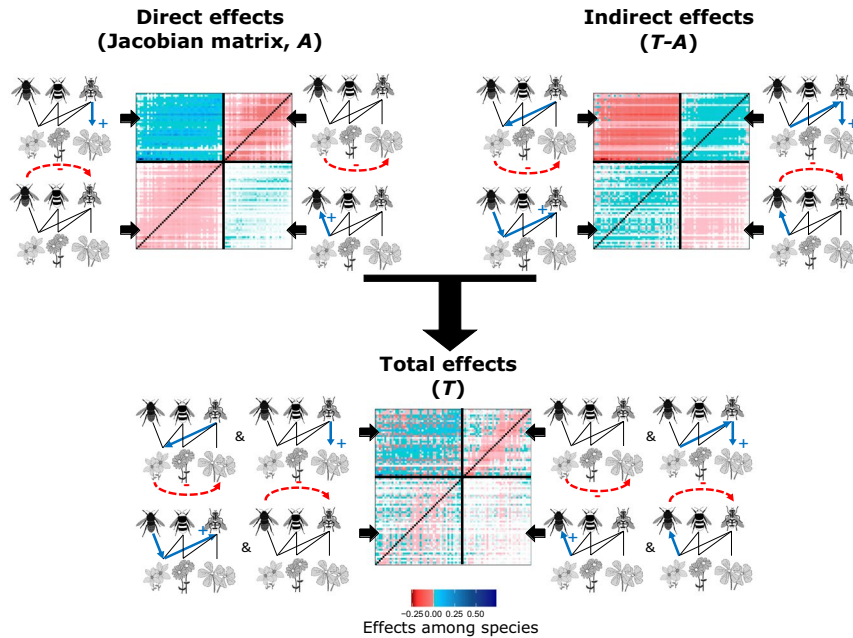 Direct effects
(Jacobian matrix, A)
Indirect effects
(T-A)
+
-
-
+
-
+
+
-
Total effects
(T)
&
+
&
+
-
-
-
-
+
&
+
&
-0.25 0.00 0.25 0.50
Effects among species